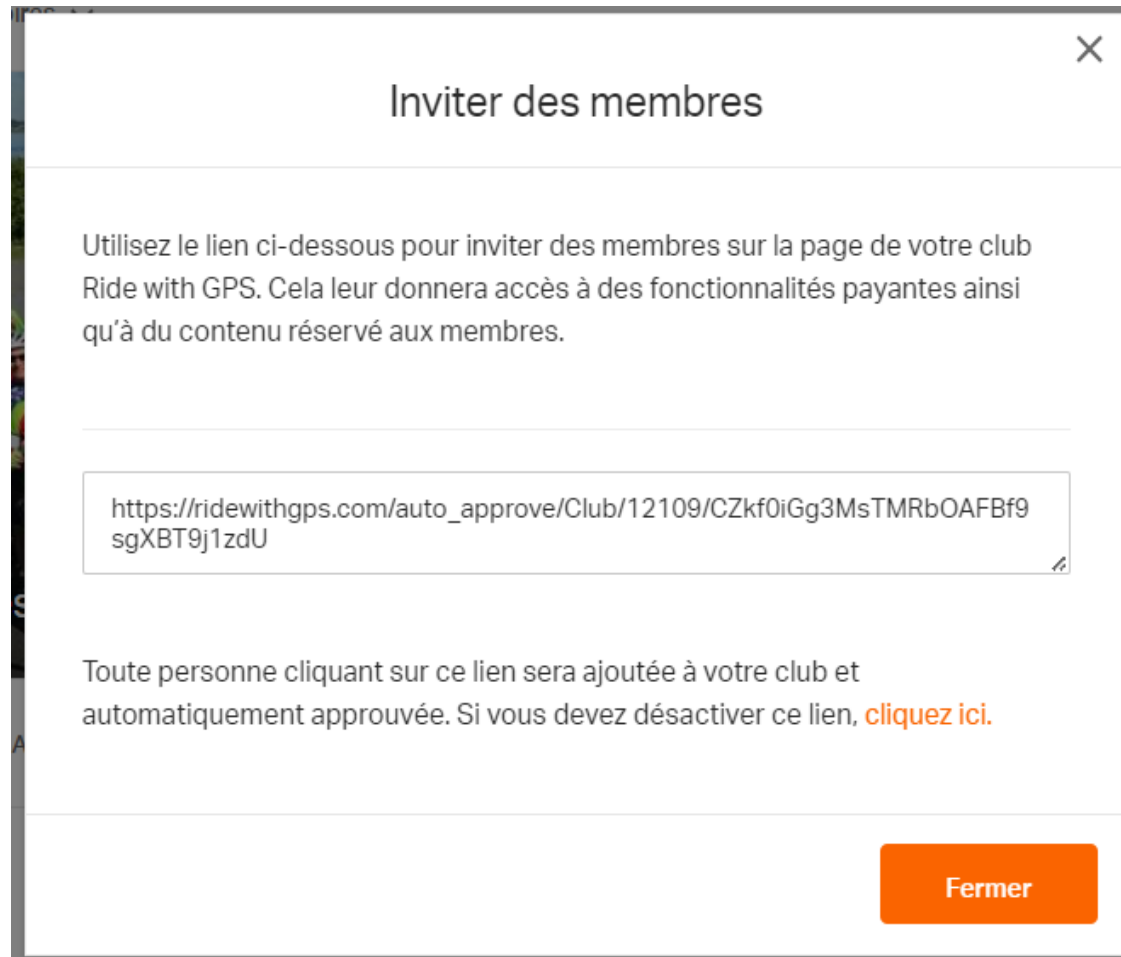 Inviter des membres
Utilisez le lien ci-dessous pour inviter des membres sur la page de votre club
Ride with GPS. Cela leur donnera accès à des fonctionnalités payantes ainsi
qu'à du contenu réservé aux membres.
https://ridewithgps.com/auto_approve/Club/12109/CZkf0iGg3MsTMRbOAFBf9
sgXBT9j1zdU
Toute personne cliquant sur ce lien sera ajoutée à votre club et
automatiquement approuvée. Si vous devez désactiver ce lien, cliquez ici.
Fermer